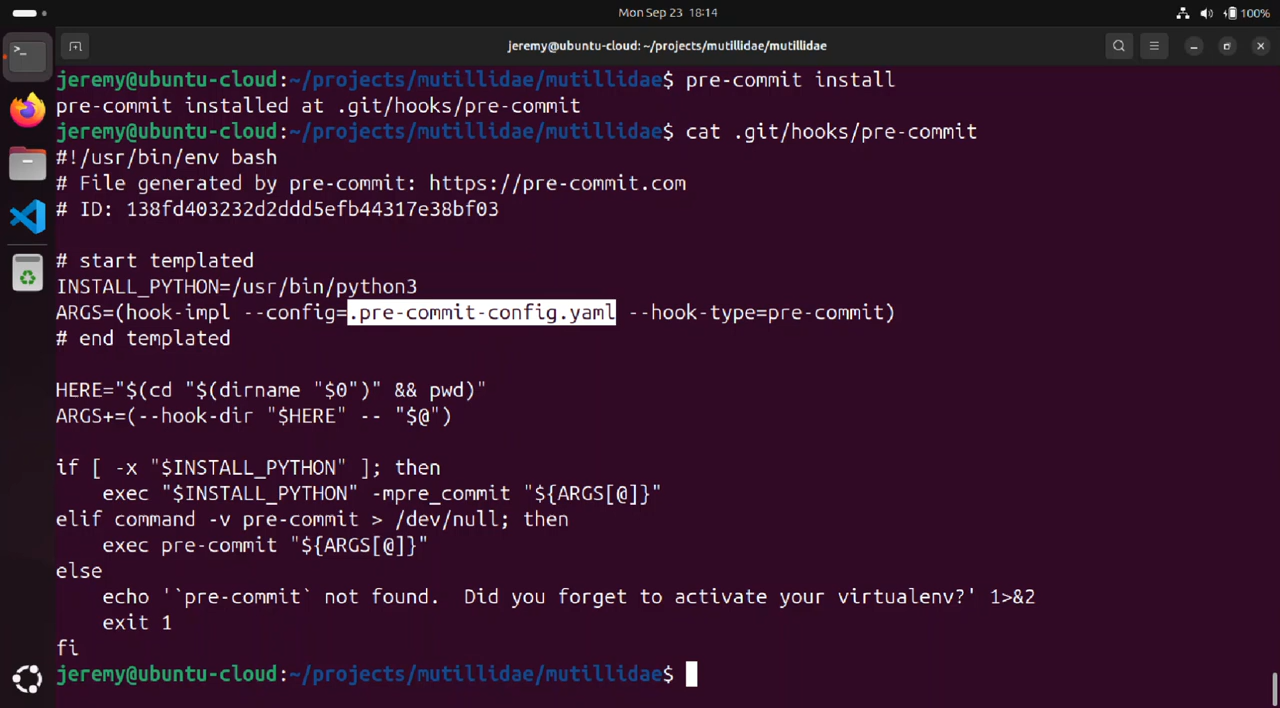 Mon Sep 23 18:14
100%
jeremy@ubuntu-cloud: ~/projects/mutillidae/mutillidae
jeremy@ubuntu-cloud:~/projects/mutillidae/mutillidae$ pre-commit install
pre-commit installed at .git/hooks/pre-commit
jeremy@ubuntu-cloud:~/projects/mutillidae/mutillidae$ cat .git/hooks/pre-commit
#!/usr/bin/env bash
# File generated by pre-commit: https://pre-commit.com
# ID: 138fd403232d2ddd5efb44317e38bf03

# start templated
INSTALL_PYTHON=/usr/bin/python3
ARGS=(hook-impl --config=.pre-commit-config.yaml --hook-type=pre-commit)
# end templated

HERE="$(cd "$(dirname "$0")" && pwd)"
ARGS+=(--hook-dir "$HERE" -- "$@")

if [ -x "$INSTALL_PYTHON" ]; then
    exec "$INSTALL_PYTHON" -mpre_commit "${ARGS[@]}"
elif command -v pre-commit > /dev/null; then
    exec pre-commit "${ARGS[@]}"
else
    echo '`pre-commit` not found.  Did you forget to activate your virtualenv?' 1>&2
    exit 1
fi
jeremy@ubuntu-cloud:~/projects/mutillidae/mutillidae$